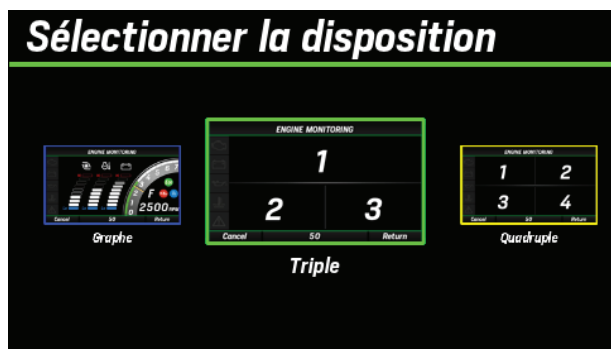 Sélectionner la disposition
ENGINE MONITORING
F
2500 RPM
Cancel 50 Return
Graphe
ENGINE MONITORING
1
2 3
Cancel 50 Return
Triple
ENGINE MONITORING
1 2
3 4
Cancel 50 Return
Quadruple